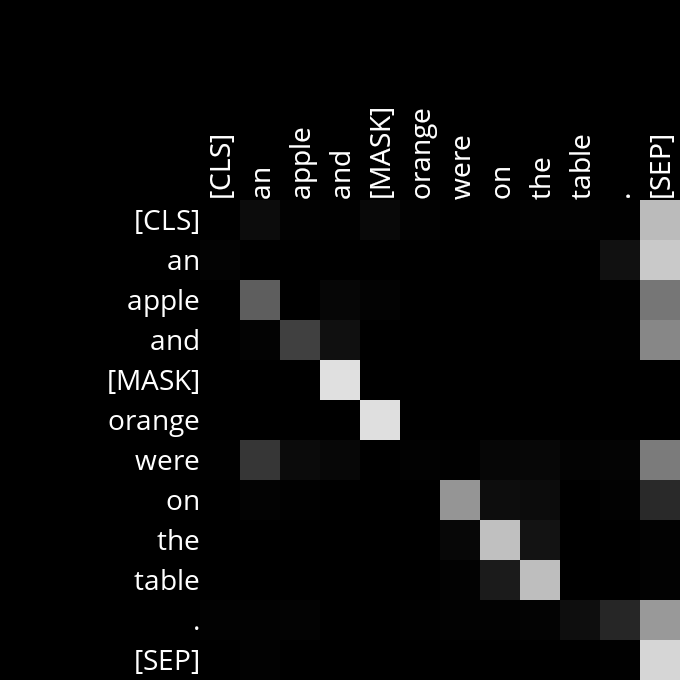 [CLS] an apple and [MASK] orange were on the table . [SEP]
[CLS]
an
apple
and
[MASK]
orange
were
on
the
table
.
[SEP]